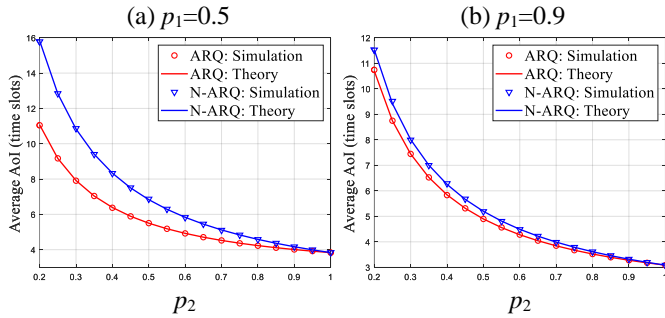 (a) p1=0.5
16
14
12
10
8
6
4
Average AoI (time slots)
ARQ: Simulation
ARQ: Theory
N-ARQ: Simulation
N-ARQ: Theory
0.2 0.3 0.4 0.5 0.6 0.7 0.8 0.9 1
p2
(b) p1=0.9
12
11
10
9
8
7
6
5
4
3
Average AoI (time slots)
ARQ: Simulation
ARQ: Theory
N-ARQ: Simulation
N-ARQ: Theory
0.2 0.3 0.4 0.5 0.6 0.7 0.8 0.9 1
p2